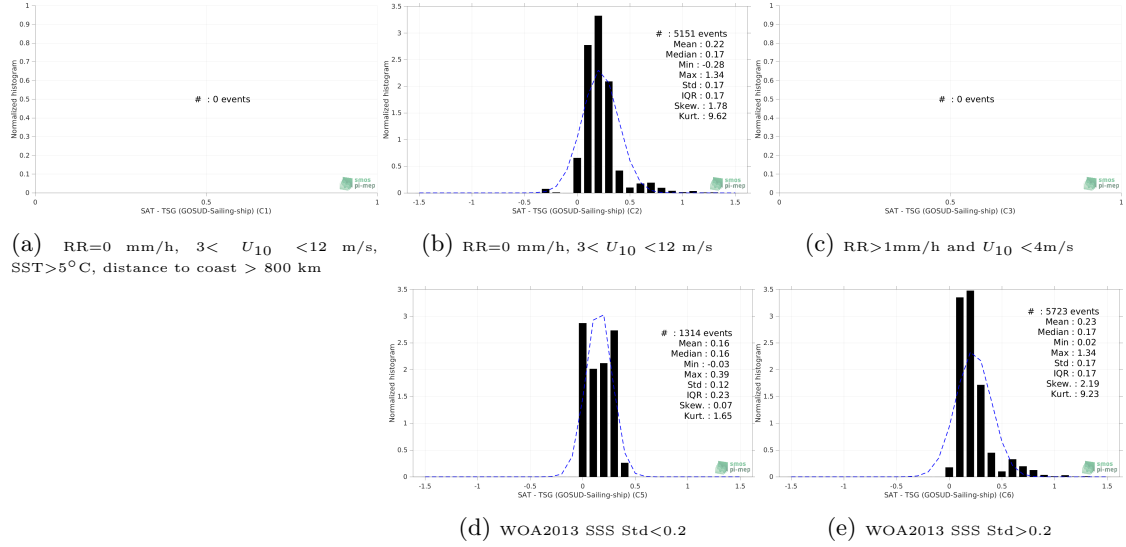 1
0.9
0.8
0.7
0.6
0.5
0.4
0.3
0.2
0.1
0
0 0.5 1
Normalized histogram
# : 0 events
smos
pi-mep
SAT - TSG (GOSUD-Sailing-ship) (C1)
3.5
3
2.5
2
1.5
1
0.5
0
-1.5 -1 -0.5 0 0.5 1 1.5
Normalized histogram
# : 5151 events
Mean : 0.22
Median : 0.17
Min : -0.28
Max : 1.34
Std : 0.17
IQR : 0.17
Skew. : 1.78
Kurt. : 9.62
smos
pi-mep
SAT - TSG (GOSUD-Sailing-ship) (C2)
1
0.9
0.8
0.7
0.6
0.5
0.4
0.3
0.2
0.1
0
0 0.5 1
Normalized histogram
# : 0 events
smos
pi-mep
SAT - TSG (GOSUD-Sailing-ship) (C3)
(a) RR=0 mm/h, 3< U10 <12 m/s,
SST>5°C, distance to coast > 800 km
(b) RR=0 mm/h, 3< U10 <12 m/s
(c) RR>1mm/h and U10 <4m/s
3.5
3
2.5
2
1.5
1
0.5
0
-1.5 -1 -0.5 0 0.5 1 1.5
Normalized histogram
# : 1314 events
Mean : 0.16
Median : 0.16
Min : -0.03
Max : 0.39
Std : 0.12
IQR : 0.23
Skew. : 0.07
Kurt. : 1.65
smos
pi-mep
SAT - TSG (GOSUD-Sailing-ship) (C5)
3.5
3
2.5
2
1.5
1
0.5
0
-1.5 -1 -0.5 0 0.5 1 1.5
Normalized histogram
# : 5723 events
Mean : 0.23
Median : 0.17
Min : 0.02
Max : 1.34
Std : 0.17
IQR : 0.17
Skew. : 2.19
Kurt. : 9.23
smos
pi-mep
SAT - TSG (GOSUD-Sailing-ship) (C6)
(d) WOA2013 SSS Std<0.2
(e) WOA2013 SSS Std>0.2